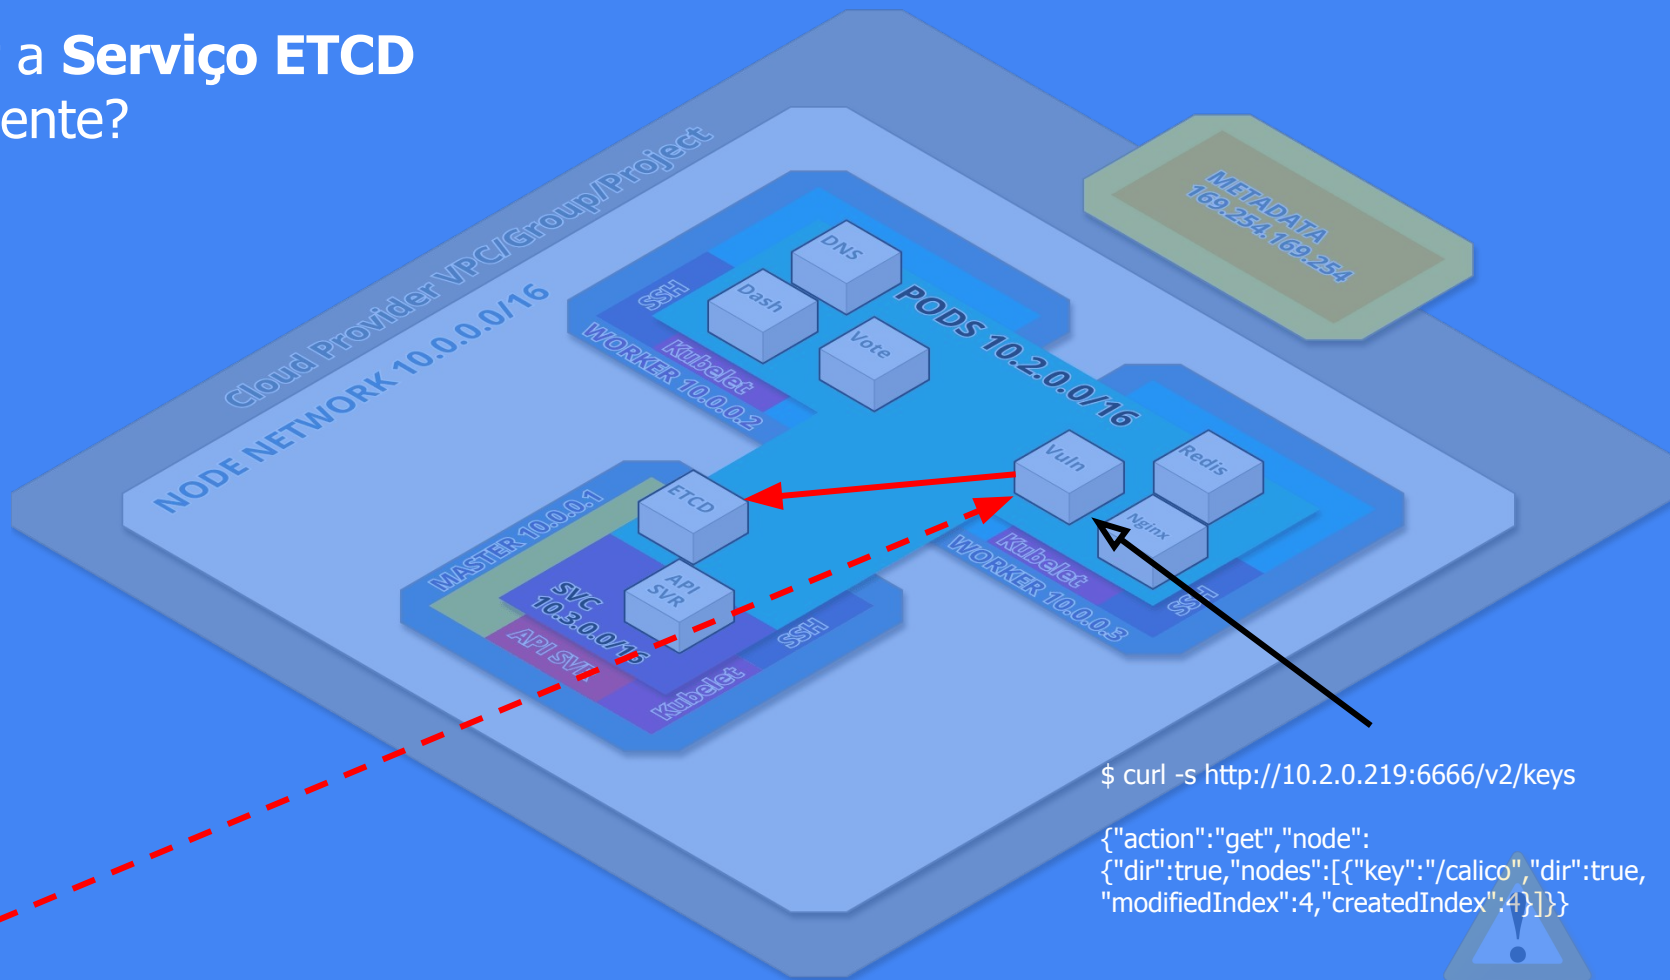 a Serviço ETCD
ente?
Cloud Provider VPC/Group/Project
NODE NETWORK 10.0.0.0/16
METADATA
169.254.169.254
DNS
Dash
Vote
SSH
Kubelet
WORKER 10.0.0.2
PODS 10.2.0.0/16
Vuln
Redis
Nginx
Kubelet
WORKER 10.0.0.3
ETCD
MASTER 10.0.0.1
API
SVR
SVC
10.3.0.0/16
API SVR
SSH
Kubelet
$ curl -s http://10.2.0.219:6666/v2/keys
{"action":"get","node":
{"dir":true,"nodes":[{"key":"/calico","dir":true,
"modifiedIndex":4,"createdIndex":4}]}}